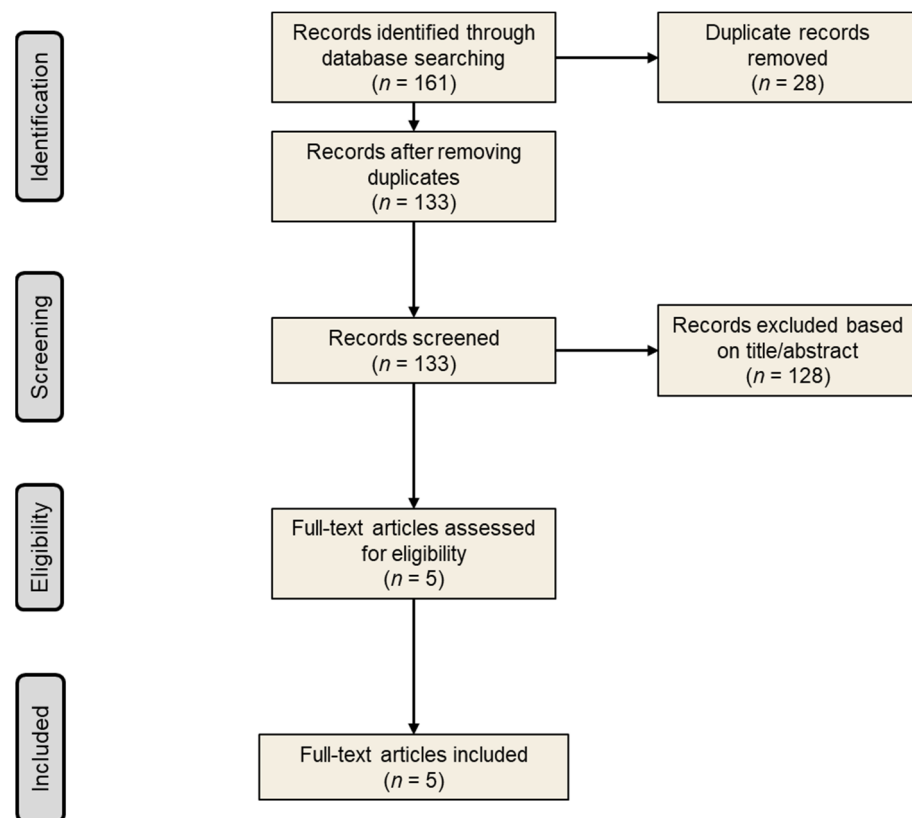 Identification
Records identified through
database searching
(n = 161)
Duplicate records
removed
(n = 28)
Records after removing
duplicates
(n = 133)
Screening
Records screened
(n = 133)
Records excluded based
on title/abstract
(n = 128)
Eligibility
Full-text articles assessed
for eligibility
(n = 5)
Included
Full-text articles included
(n = 5)